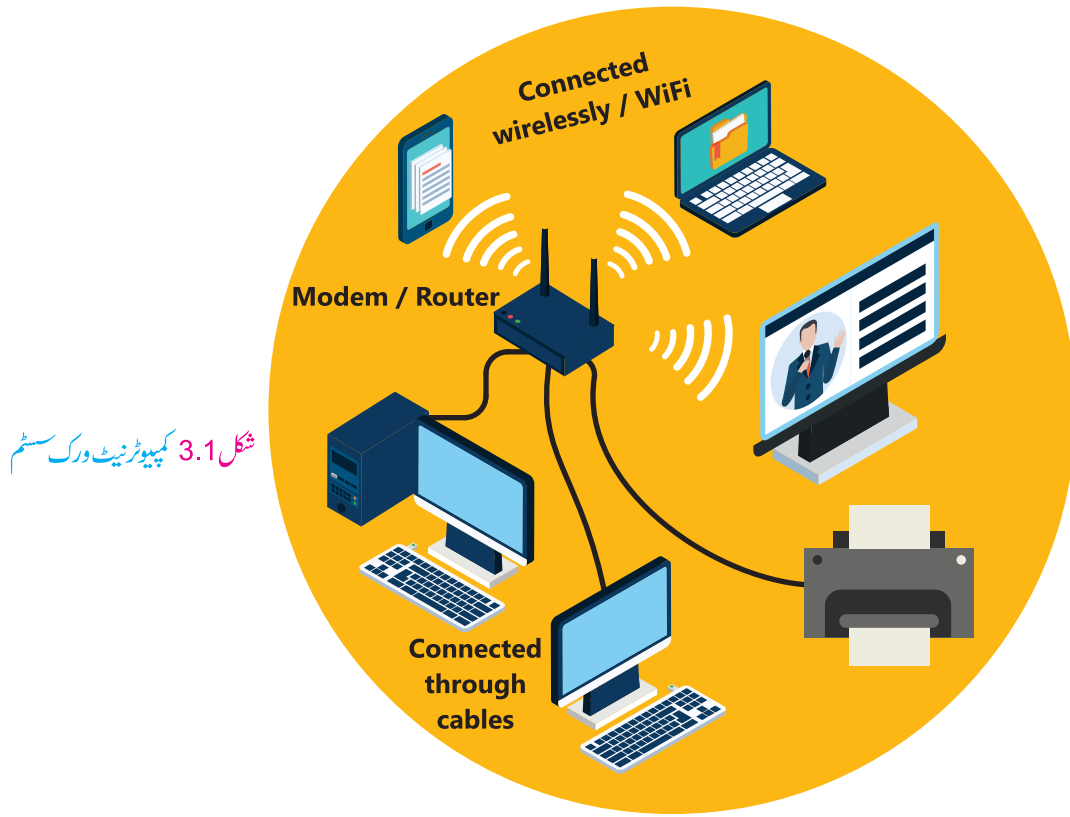 Connected
wirelessly / WiFi
Modem / Router
شکل 3.1 کمپیوٹر نیٹ ورک سسٹم
Connected
through
cables